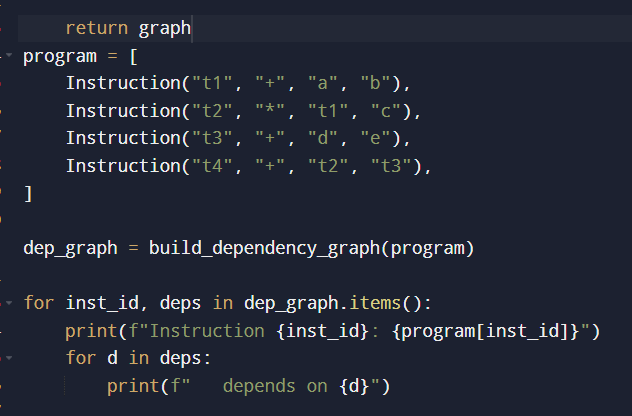 return graph
program = [
Instruction("t1", "+", "a", "b"),
Instruction("t2", "*", "t1", "c"),
Instruction("t3", "+", "d", "e"),
Instruction("t4", "+", "t2", "t3"),
]
dep_graph = build_dependency_graph(program)
for inst_id, deps in dep_graph.items():
print(f"Instruction {inst_id}: {program[inst_id]}")
for d in deps:
print(f"   depends on {d}")